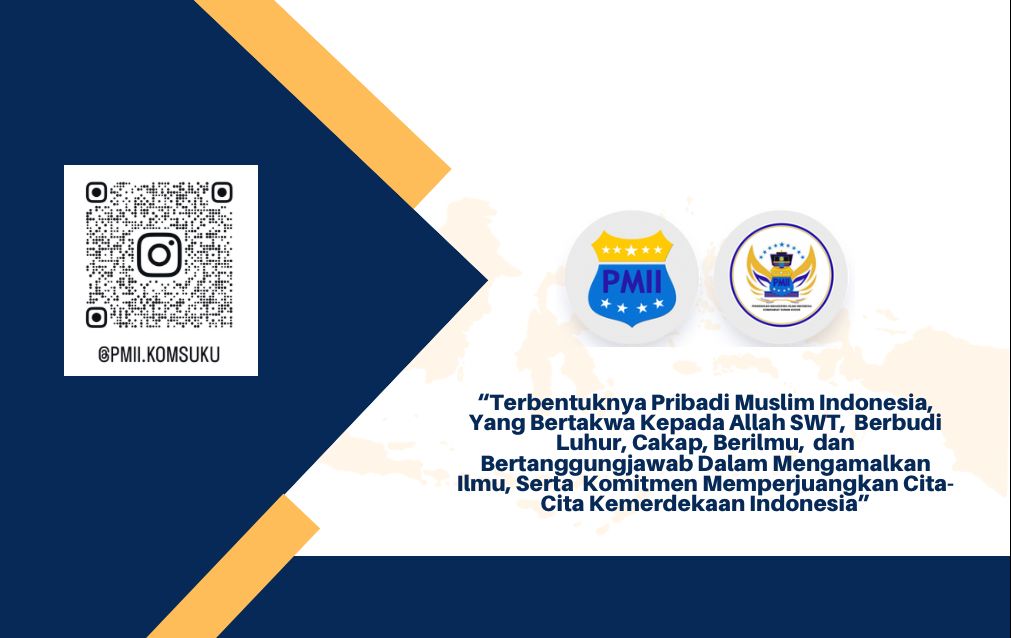 @PMII.KOMSUKU
PMII
PMII
“Terbentuknya Pribadi Muslim Indonesia,
Yang Bertakwa Kepada Allah SWT,  Berbudi
Luhur, Cakap, Berilmu,  dan
Bertanggungjawab Dalam Mengamalkan
Ilmu, Serta  Komitmen Memperjuangkan Cita-
Cita Kemerdekaan Indonesia”